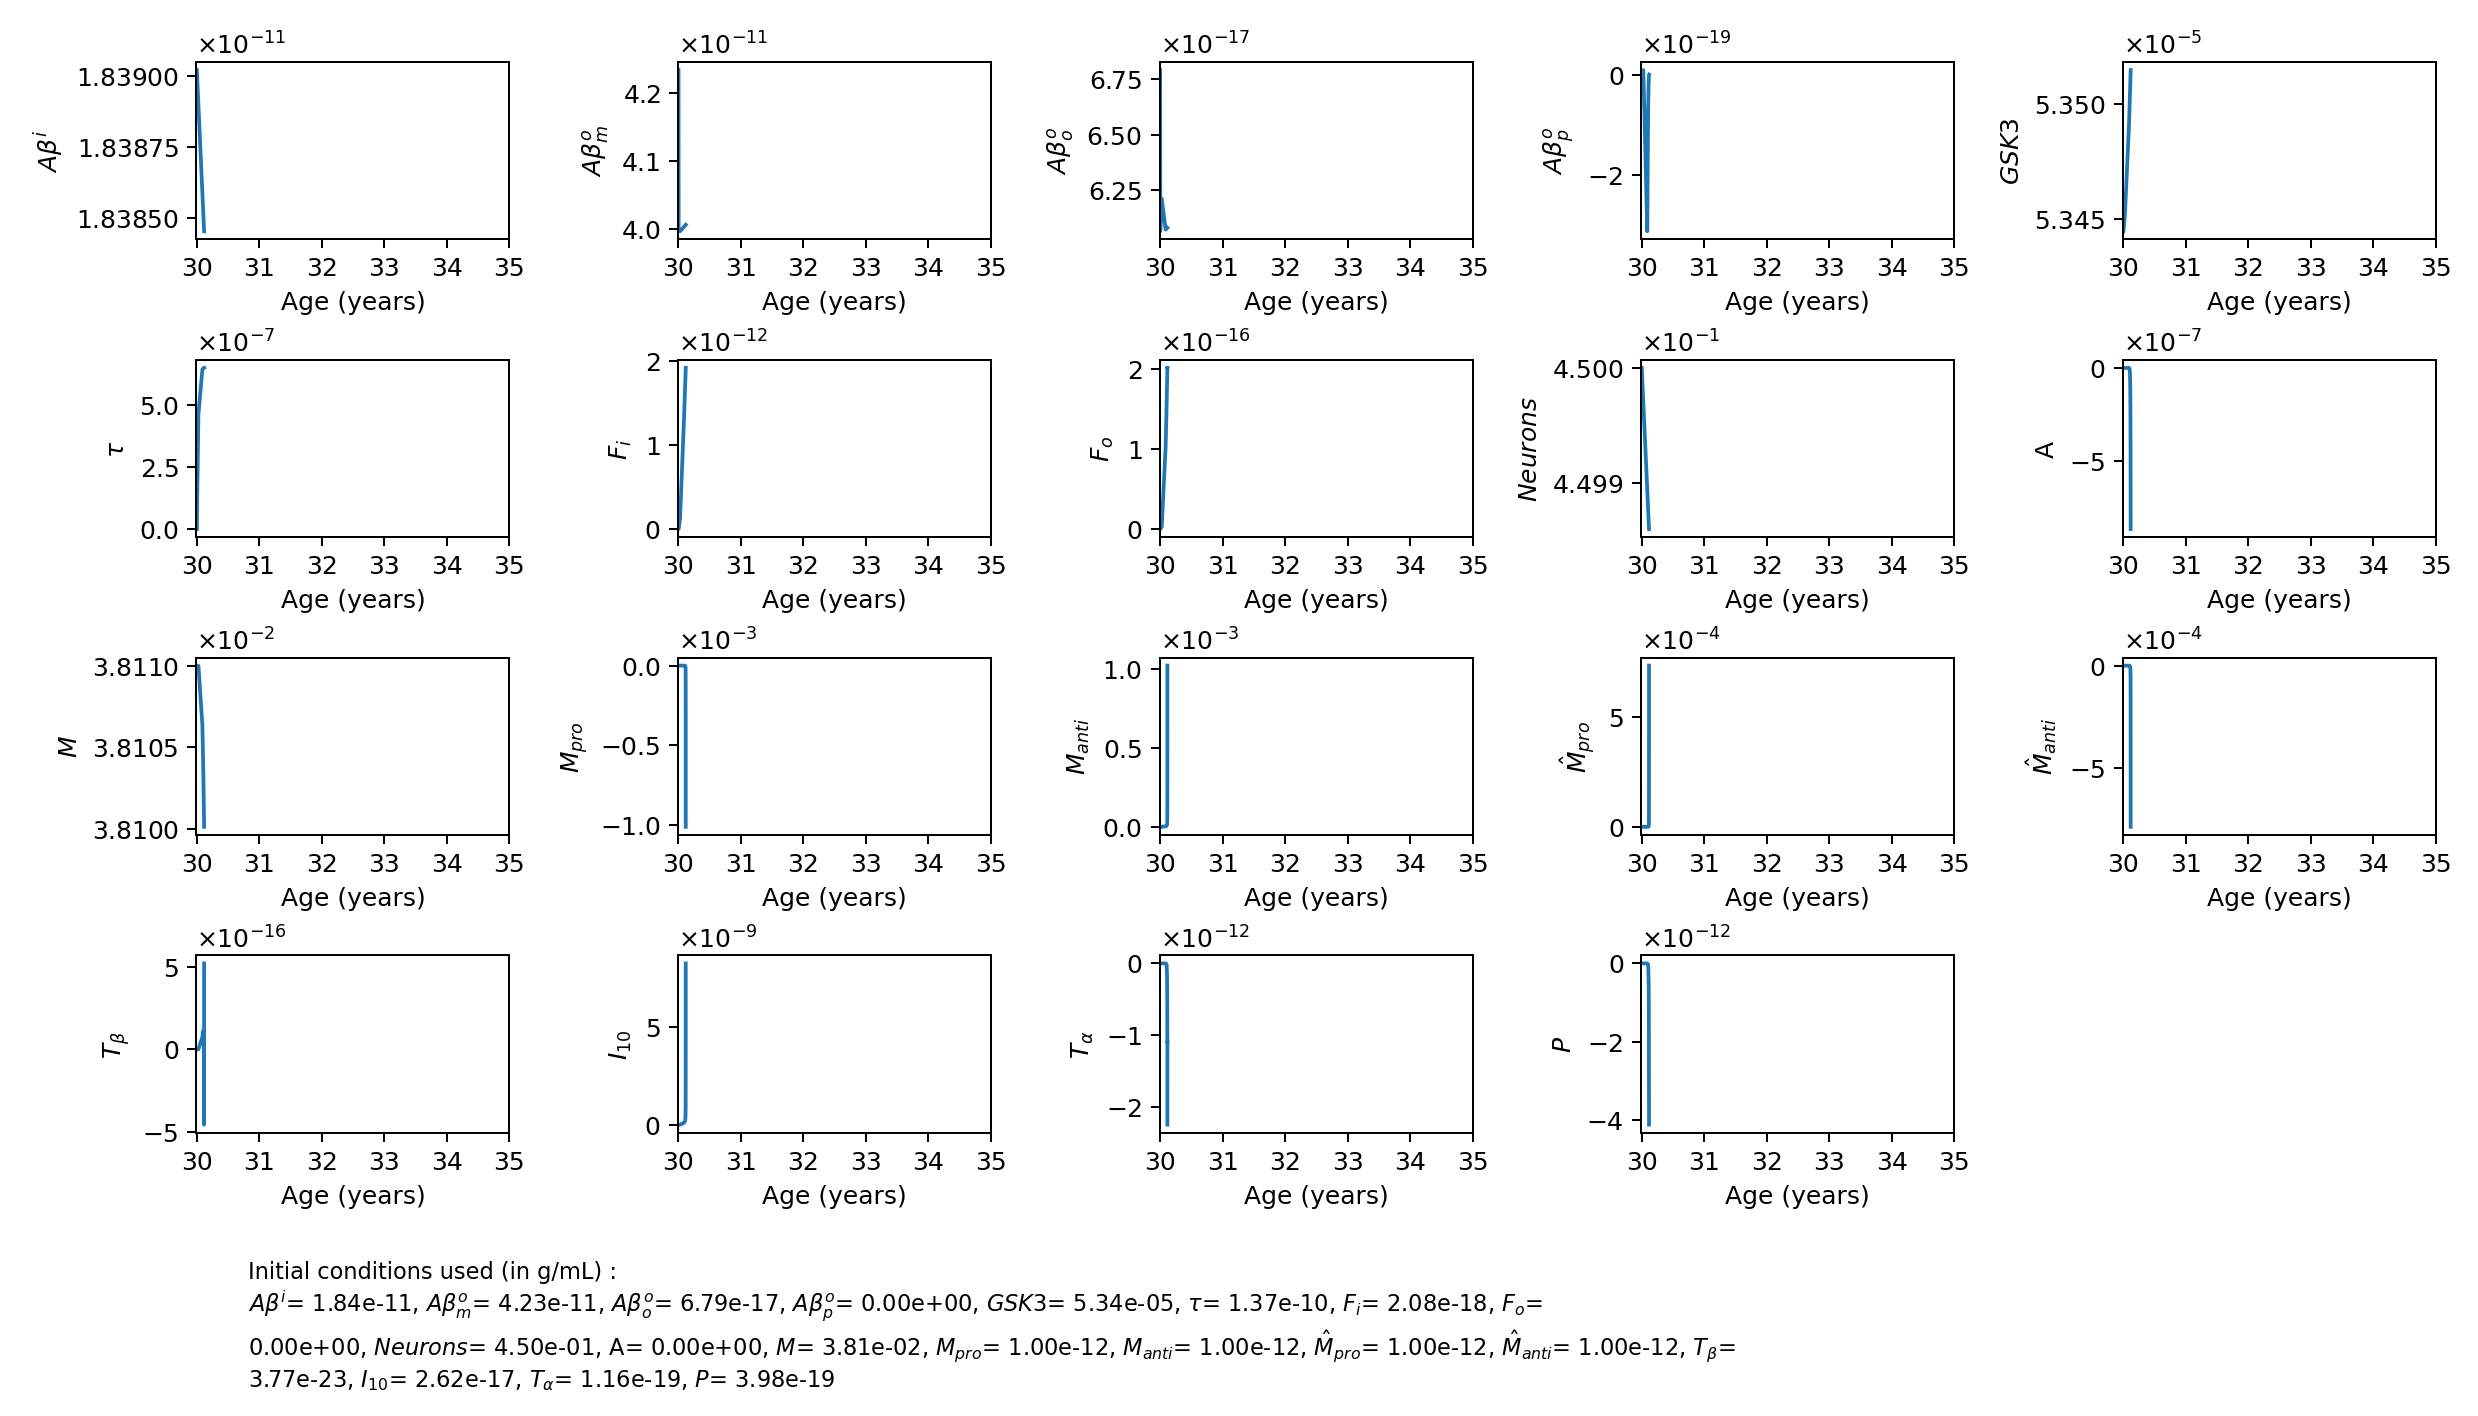 ×10⁻¹¹ ×10⁻¹¹ ×10⁻¹⁷ ×10⁻¹⁹ ×10⁻⁵
Aβⁱ
1.83900
1.83875
1.83850
30 31 32 33 34 35
Age (years)
Aβₘᵒ
4.2
4.1
4.0
30 31 32 33 34 35
Age (years)
Aβₒᵒ
6.75
6.50
6.25
30 31 32 33 34 35
Age (years)
Aβₚᵒ
0
−2
30 31 32 33 34 35
Age (years)
GSK3
5.350
5.345
30 31 32 33 34 35
Age (years)
×10⁻⁷ ×10⁻¹² ×10⁻¹⁶ ×10⁻¹ ×10⁻⁷
τ
5.0
2.5
0.0
30 31 32 33 34 35
Age (years)
Fᵢ
2
1
0
30 31 32 33 34 35
Age (years)
Fₒ
2
1
0
30 31 32 33 34 35
Age (years)
Neurons
4.500
4.499
30 31 32 33 34 35
Age (years)
A
0
−5
30 31 32 33 34 35
Age (years)
×10⁻² ×10⁻³ ×10⁻³ ×10⁻⁴ ×10⁻⁴
M
3.8110
3.8105
3.8100
30 31 32 33 34 35
Age (years)
M_pro
0.0
−0.5
−1.0
30 31 32 33 34 35
Age (years)
M_anti
1.0
0.5
0.0
30 31 32 33 34 35
Age (years)
M̂_pro
5
0
30 31 32 33 34 35
Age (years)
M̂_anti
0
−5
30 31 32 33 34 35
Age (years)
×10⁻¹⁶ ×10⁻⁹ ×10⁻¹² ×10⁻¹²
T_β
5
0
−5
30 31 32 33 34 35
Age (years)
I₁₀
5
0
30 31 32 33 34 35
Age (years)
T_α
0
−1
−2
30 31 32 33 34 35
Age (years)
P
0
−2
−4
30 31 32 33 34 35
Age (years)
Initial conditions used (in g/mL) :
Aβⁱ= 1.84e-11, Aβₘᵒ= 4.23e-11, Aβₒᵒ= 6.79e-17, Aβₚᵒ= 0.00e+00, GSK3= 5.34e-05, τ= 1.37e-10, Fᵢ= 2.08e-18, Fₒ=
0.00e+00, Neurons= 4.50e-01, A= 0.00e+00, M= 3.81e-02, M_pro= 1.00e-12, M_anti= 1.00e-12, M̂_pro= 1.00e-12, M̂_anti= 1.00e-12, T_β=
3.77e-23, I₁₀= 2.62e-17, T_α= 1.16e-19, P= 3.98e-19